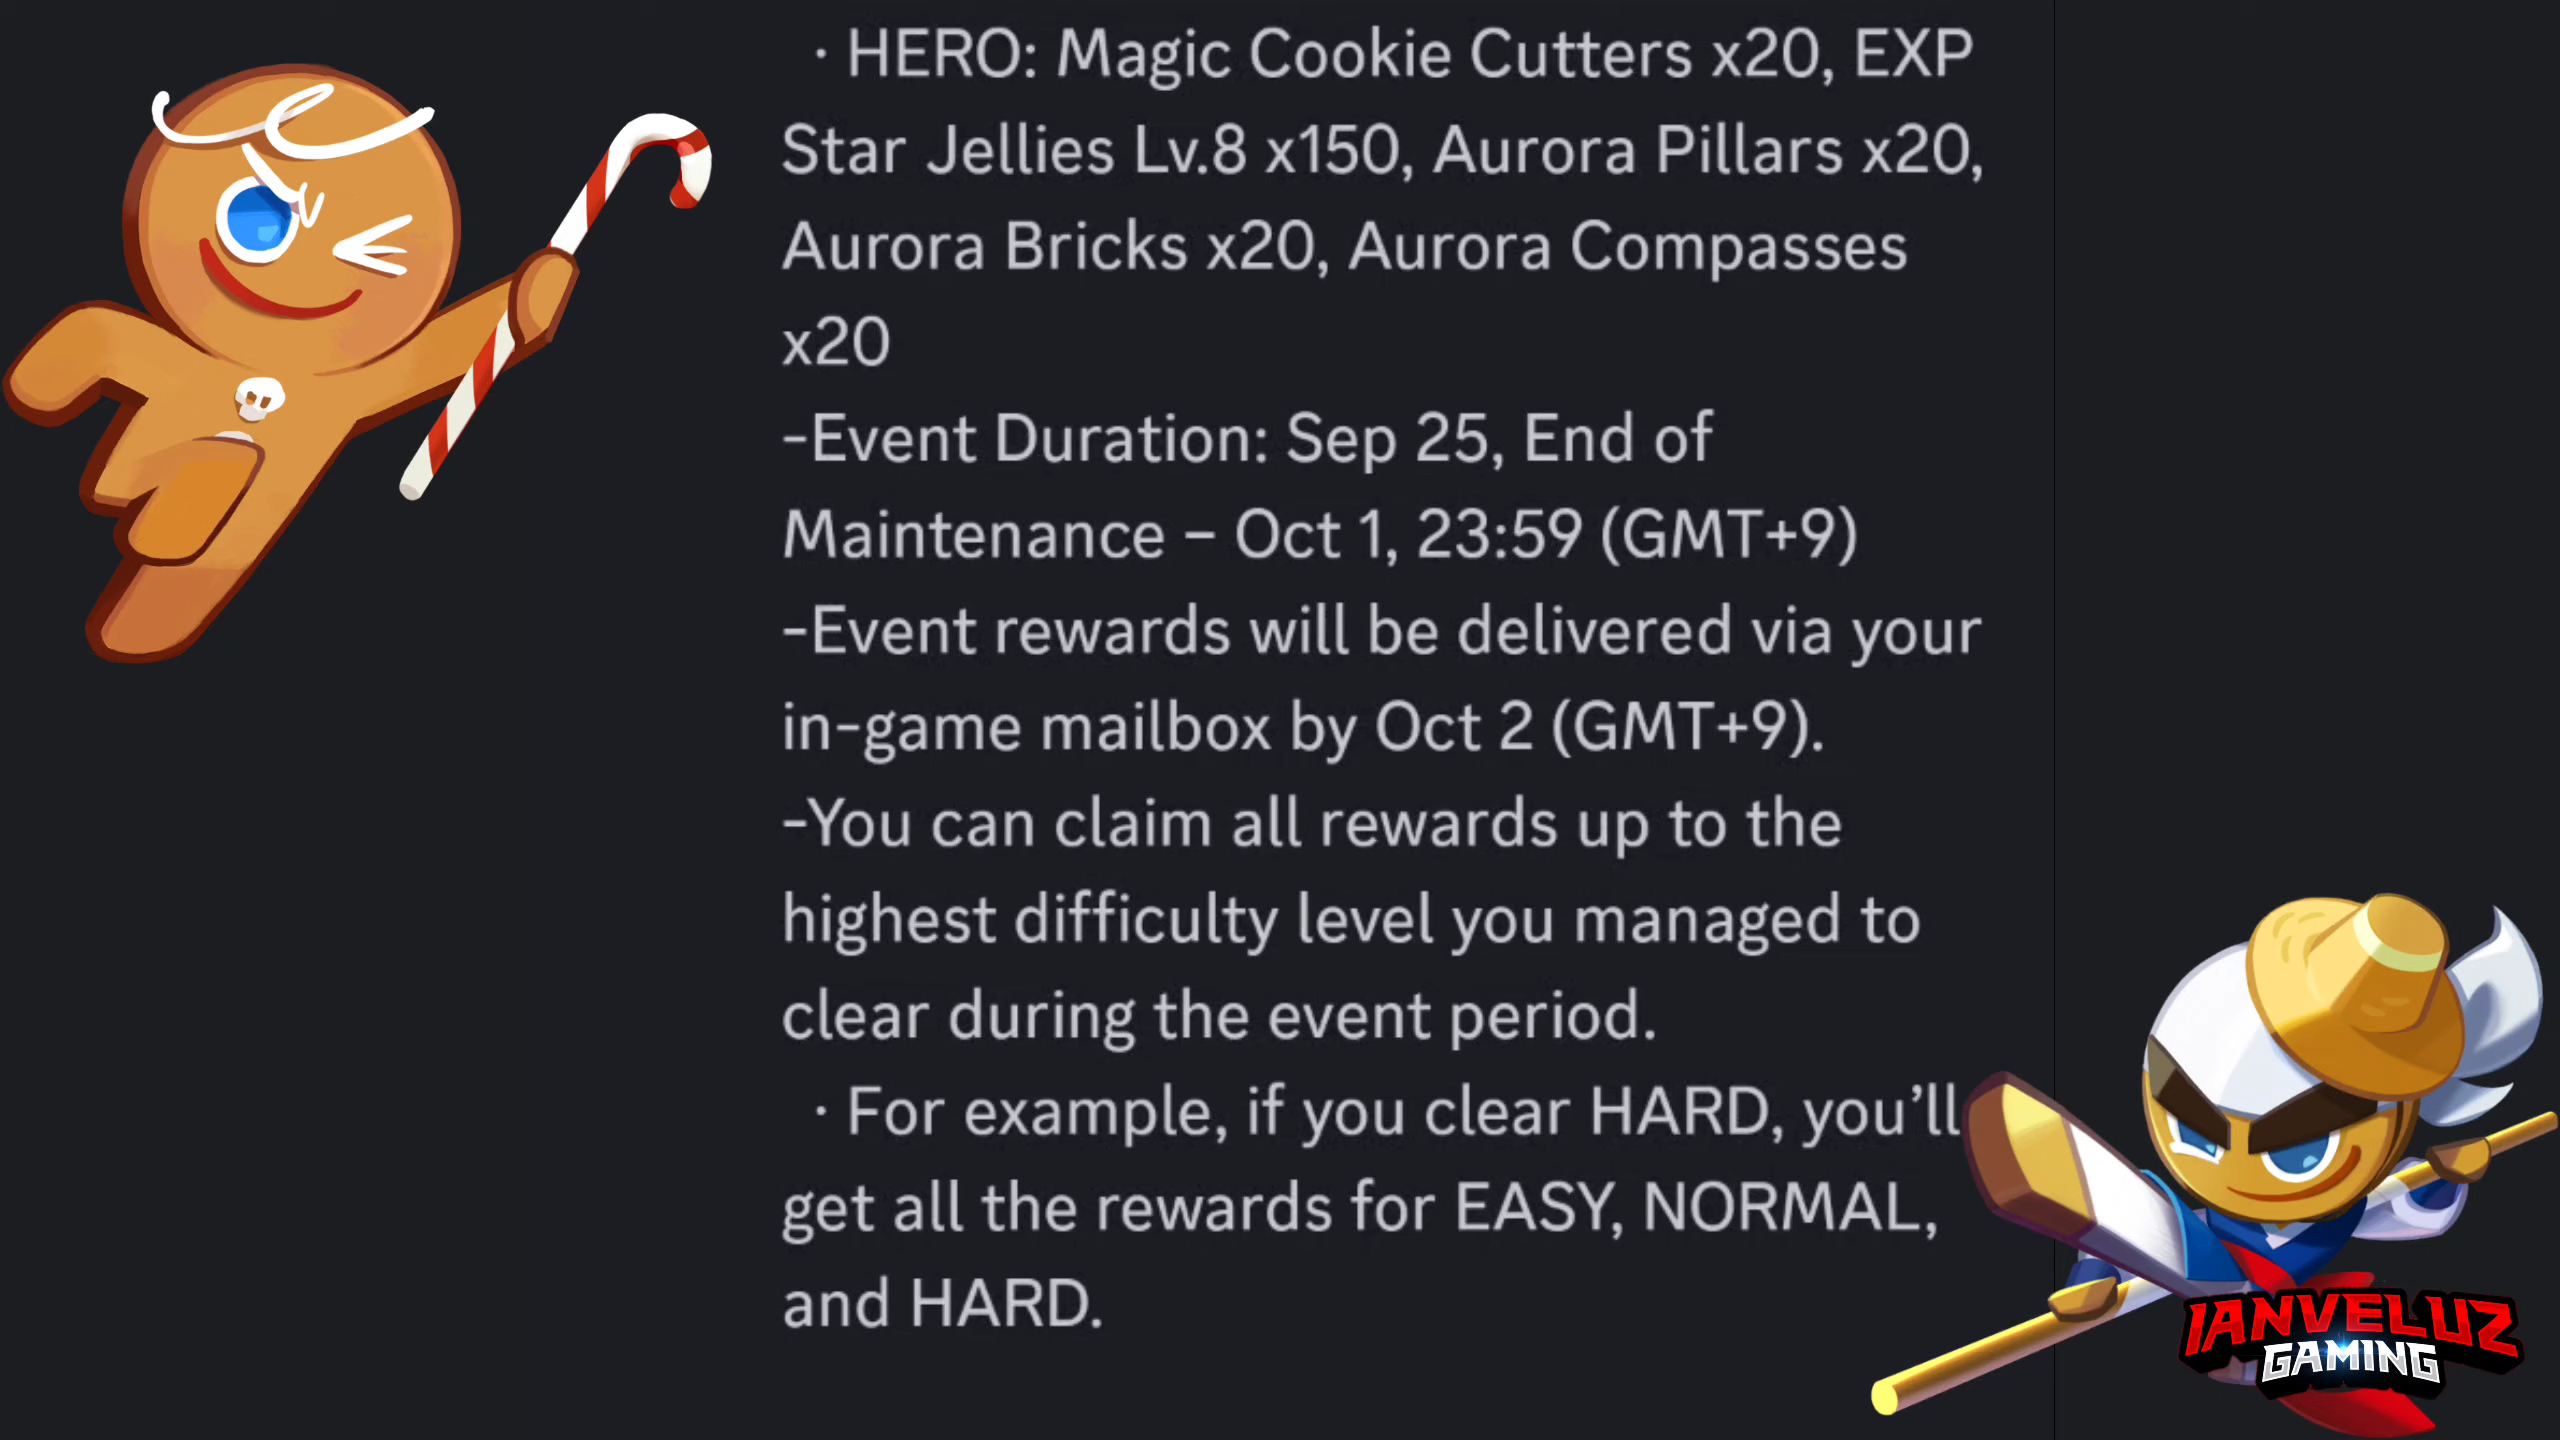 · HERO: Magic Cookie Cutters x20, EXP
Star Jellies Lv.8 x150, Aurora Pillars x20,
Aurora Bricks x20, Aurora Compasses
x20
-Event Duration: Sep 25, End of
Maintenance – Oct 1, 23:59 (GMT+9)
-Event rewards will be delivered via your
in-game mailbox by Oct 2 (GMT+9).
-You can claim all rewards up to the
highest difficulty level you managed to
clear during the event period.
· For example, if you clear HARD, you’ll
get all the rewards for EASY, NORMAL,
and HARD.
IANVELUZ
GAMING